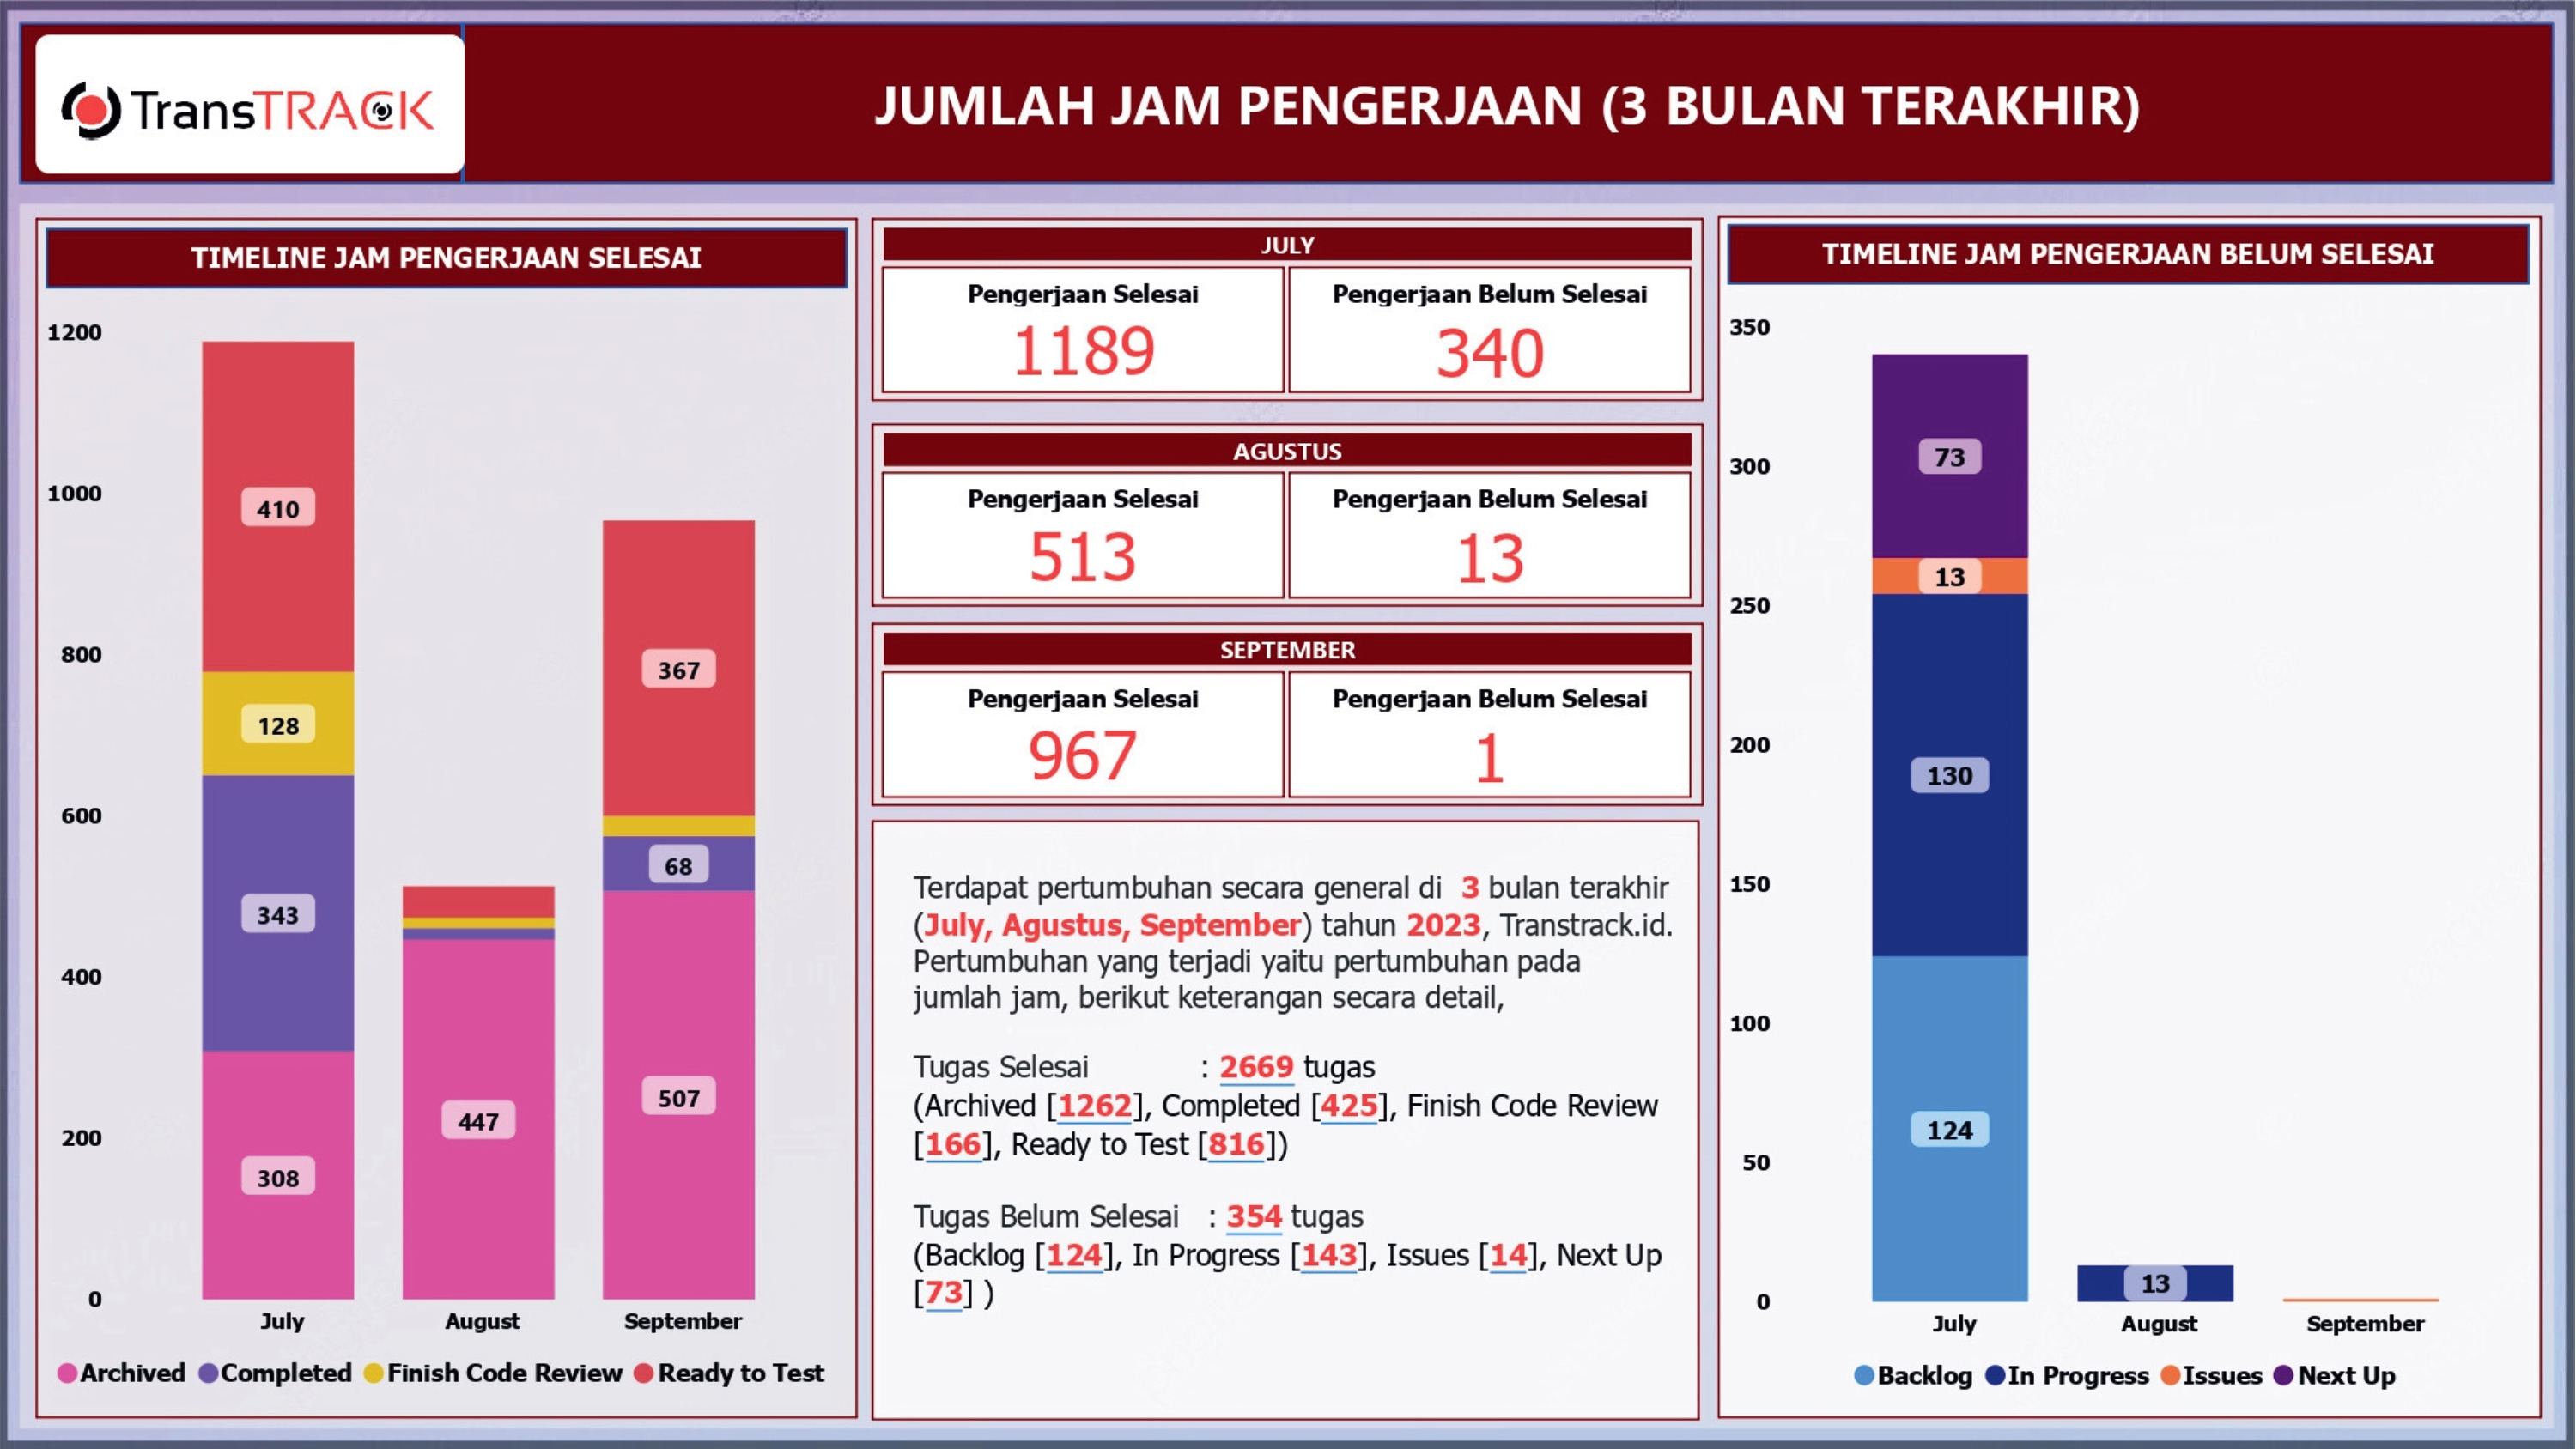 TransTRACK
JUMLAH JAM PENGERJAAN (3 BULAN TERAKHIR)
TIMELINE JAM PENGERJAAN SELESAI
1200
1000
800
600
400
200
0
410
128
343
308
447
367
68
507
July
August
September
Archived
Completed
Finish Code Review
Ready to Test
JULY
Pengerjaan Selesai
1189
Pengerjaan Belum Selesai
340
AGUSTUS
Pengerjaan Selesai
513
Pengerjaan Belum Selesai
13
SEPTEMBER
Pengerjaan Selesai
967
Pengerjaan Belum Selesai
1
Terdapat pertumbuhan secara general di 3 bulan terakhir
(July, Agustus, September) tahun 2023, Transtrack.id.
Pertumbuhan yang terjadi yaitu pertumbuhan pada
jumlah jam, berikut keterangan secara detail,
Tugas Selesai : 2669 tugas
(Archived [1262], Completed [425], Finish Code Review
[166], Ready to Test [816])
Tugas Belum Selesai : 354 tugas
(Backlog [124], In Progress [143], Issues [14], Next Up
[73] )
TIMELINE JAM PENGERJAAN BELUM SELESAI
350
300
250
200
150
100
50
0
73
13
130
124
13
July
August
September
Backlog
In Progress
Issues
Next Up